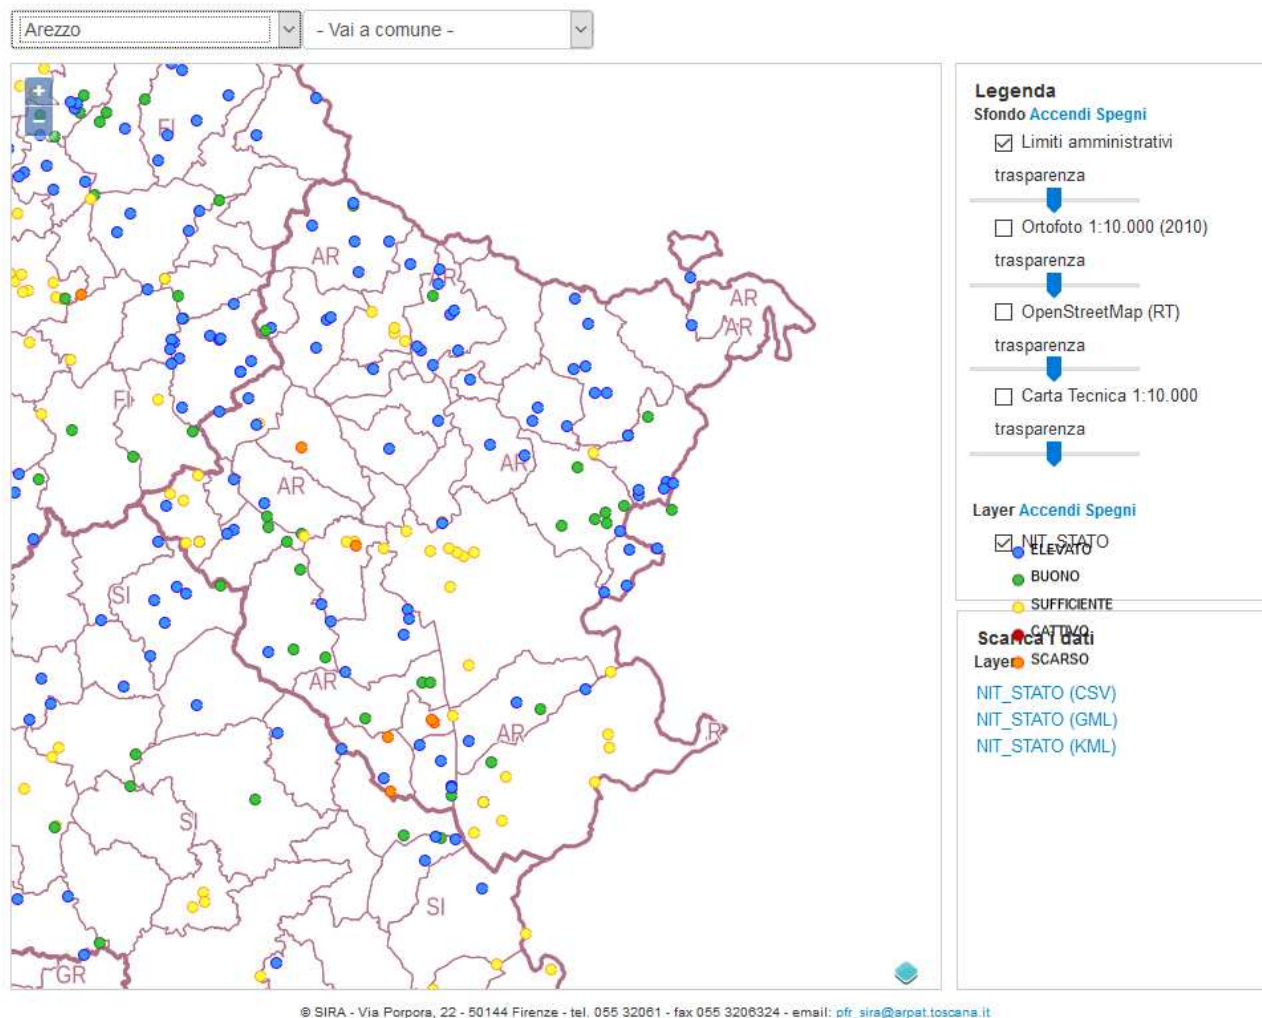 Arezzo
- Vai a comune -
+
−
FI
AR
AR
AR
AR
FI
AR
AR
SI
AR
AR
R
SI
SI
GR
Legenda
Sfondo Accendi Spegni
Limiti amministrativi
trasparenza
Ortofoto 1:10.000 (2010)
trasparenza
OpenStreetMap (RT)
trasparenza
Carta Tecnica 1:10.000
trasparenza
Layer Accendi Spegni
NIT_STATO
ELEVATO
BUONO
SUFFICIENTE
CATTIVO
Scarica i dati
Layer
SCARSO
NIT_STATO (CSV)
NIT_STATO (GML)
NIT_STATO (KML)
© SIRA - Via Porpora, 22 - 50144 Firenze - tel. 055 32061 - fax 055 3206324 - email: pfr_sira@arpat.toscana.it